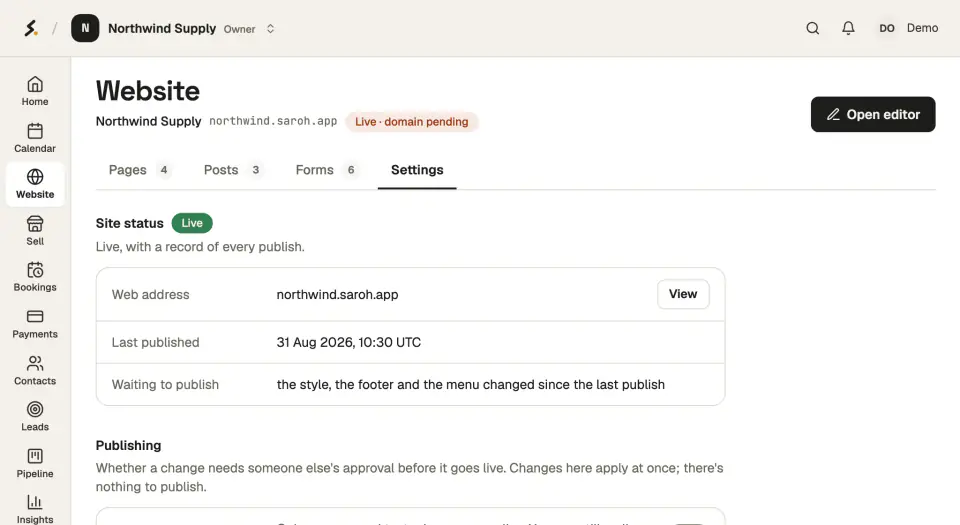 N Northwind Supply Owner
DO Demo
Home
Calendar
Website
Sell
Bookings
Payments
Contacts
Leads
Pipeline
Insights
Website
Northwind Supply northwind.saroh.app Live · domain pending
Open editor
Pages 4 Posts 3 Forms 6 Settings
Site status Live
Live, with a record of every publish.
Web address northwind.saroh.app View
Last published 31 Aug 2026, 10:30 UTC
Waiting to publish the style, the footer and the menu changed since the last publish
Publishing
Whether a change needs someone else's approval before it goes live. Changes here apply at once; there's
nothing to publish.